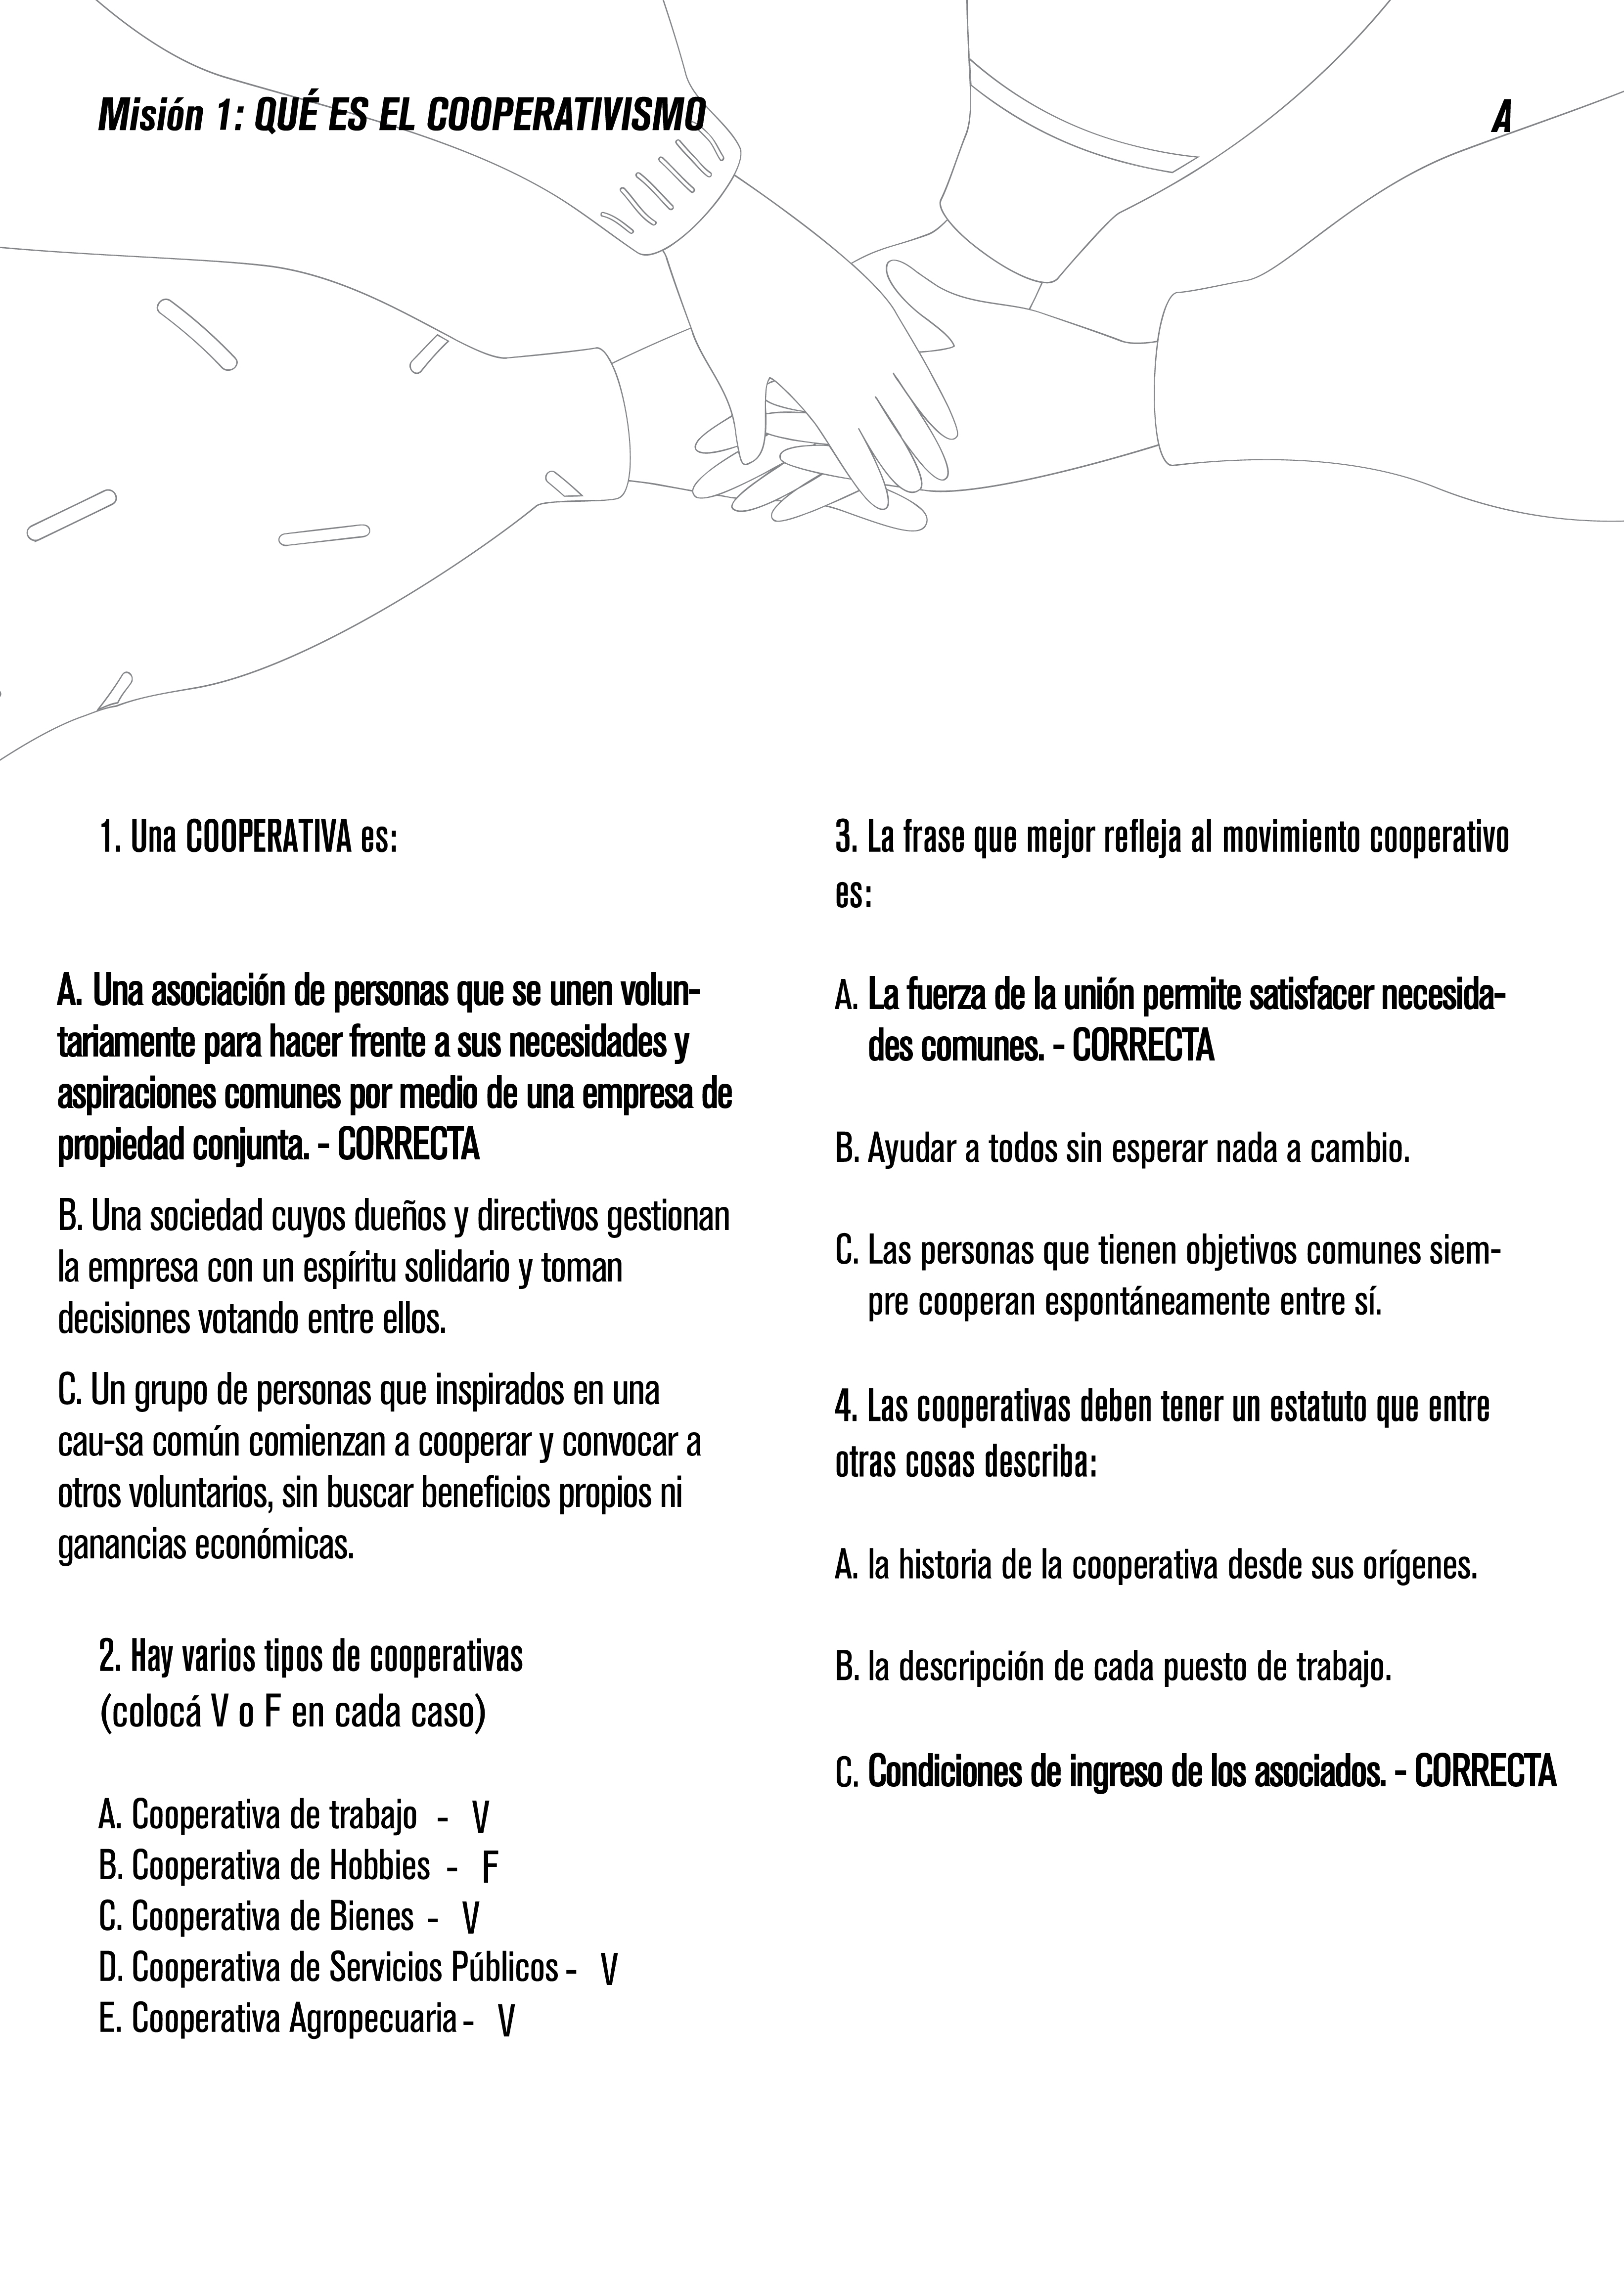 Misión 1: QUÉ ES EL COOPERATIVISMO
A
1. Una COOPERATIVA es:
A. Una asociación de personas que se unen volun-
tariamente para hacer frente a sus necesidades y
aspiraciones comunes por medio de una empresa de
propiedad conjunta. - CORRECTA
B. Una sociedad cuyos dueños y directivos gestionan
la empresa con un espíritu solidario y toman
decisiones votando entre ellos.
C. Un grupo de personas que inspirados en una
cau-sa común comienzan a cooperar y convocar a
otros voluntarios, sin buscar beneficios propios ni
ganancias económicas.
2. Hay varios tipos de cooperativas
(colocá V o F en cada caso)
A. Cooperativa de trabajo - V
B. Cooperativa de Hobbies - F
C. Cooperativa de Bienes - V
D. Cooperativa de Servicios Públicos - V
E. Cooperativa Agropecuaria - V
3. La frase que mejor refleja al movimiento cooperativo
es:
A. La fuerza de la unión permite satisfacer necesida-
des comunes. - CORRECTA
B. Ayudar a todos sin esperar nada a cambio.
C. Las personas que tienen objetivos comunes siem-
pre cooperan espontáneamente entre sí.
4. Las cooperativas deben tener un estatuto que entre
otras cosas describa:
A. la historia de la cooperativa desde sus orígenes.
B. la descripción de cada puesto de trabajo.
C. Condiciones de ingreso de los asociados. - CORRECTA